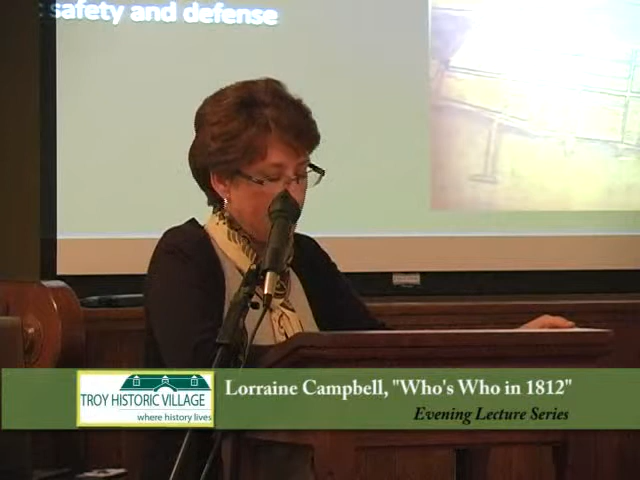 safety and defense
TROY HISTORIC VILLAGE
where history lives
Lorraine Campbell, "Who's Who in 1812"
Evening Lecture Series